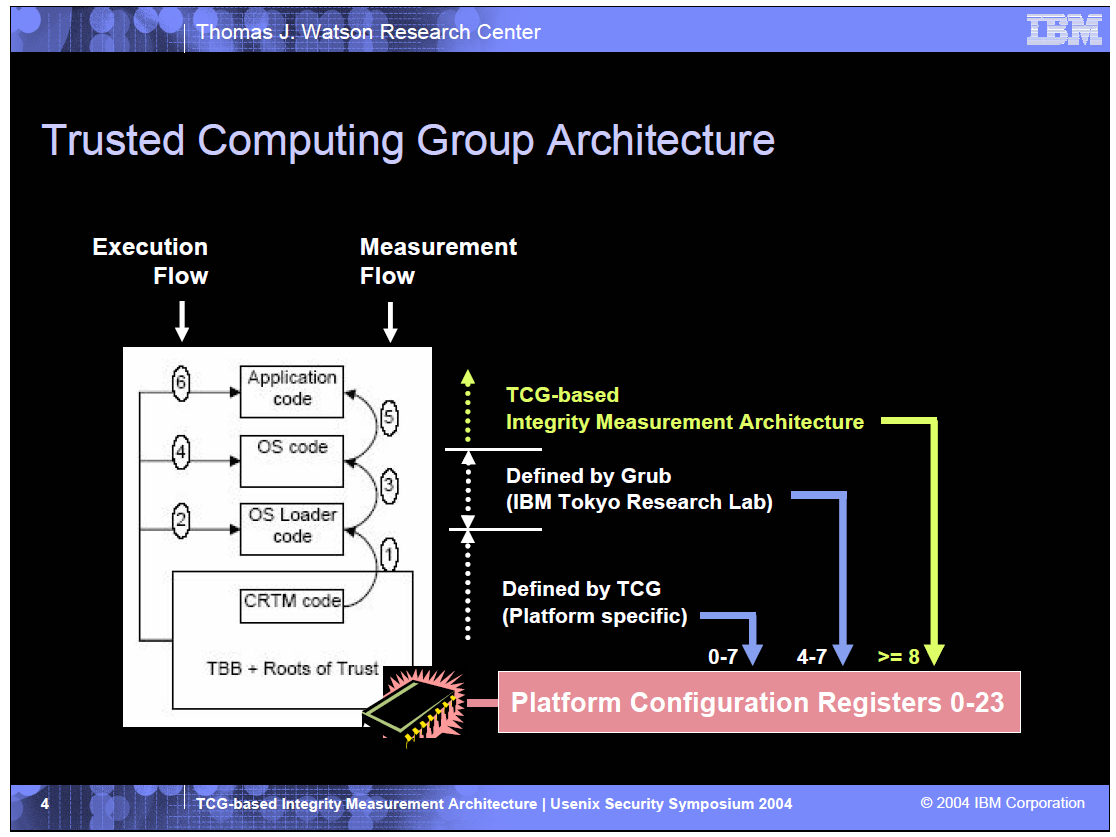 Thomas J. Watson Research Center
IBM
Trusted Computing Group Architecture
Execution
Flow
Measurement
Flow
6
Application
code
5
4
OS code
3
2
OS Loader
code
1
CRTM code
TBB + Roots of Trust
TCG-based
Integrity Measurement Architecture
Defined by Grub
(IBM Tokyo Research Lab)
Defined by TCG
(Platform specific)
0-7
4-7
>= 8
Platform Configuration Registers 0-23
4
TCG-based Integrity Measurement Architecture | Usenix Security Symposium 2004
© 2004 IBM Corporation